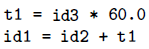 t1 = id3 * 60.0
id1 = id2 + t1